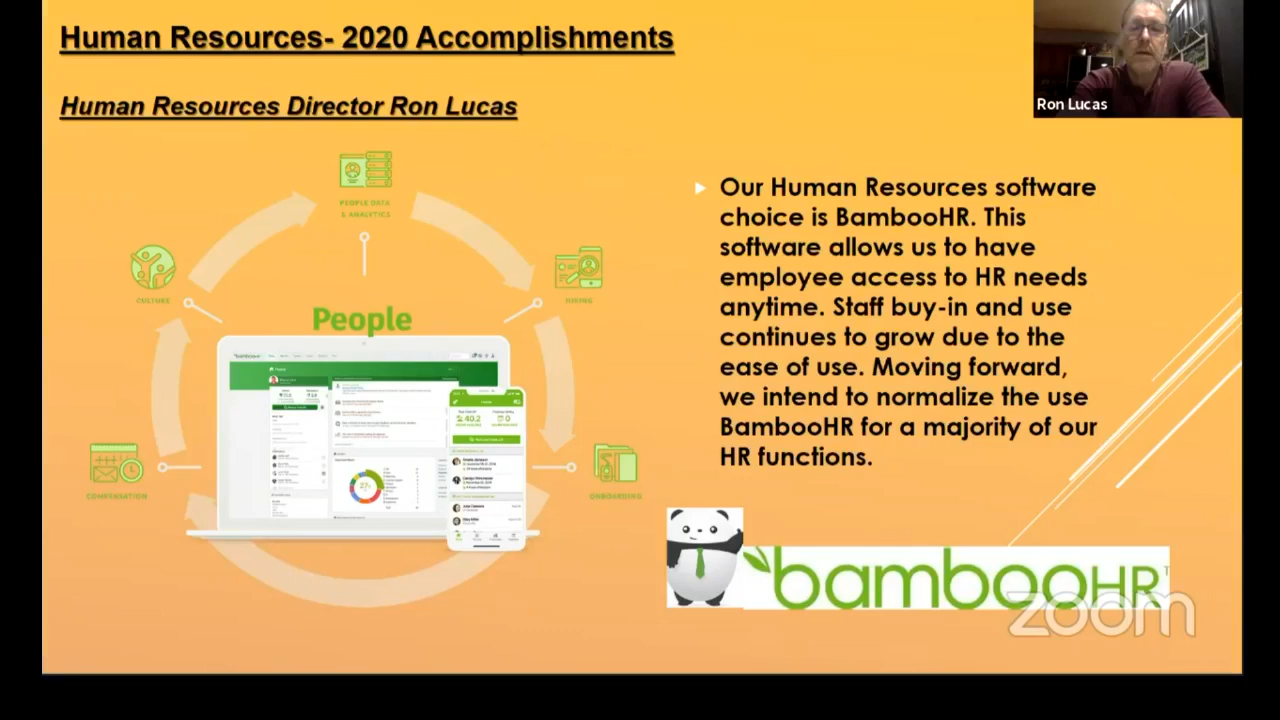 Human Resources- 2020 Accomplishments
Ron Lucas
Human Resources Director Ron Lucas
PEOPLE DATA
& ANALYTICS
CULTURE
HIRING
People
COMPENSATION
ONBOARDING
40.2
0
Our Human Resources software
choice is BambooHR. This
software allows us to have
employee access to HR needs
anytime. Staff buy-in and use
continues to grow due to the
ease of use. Moving forward,
we intend to normalize the use
BambooHR for a majority of our
HR functions.
bambooHR
zoom